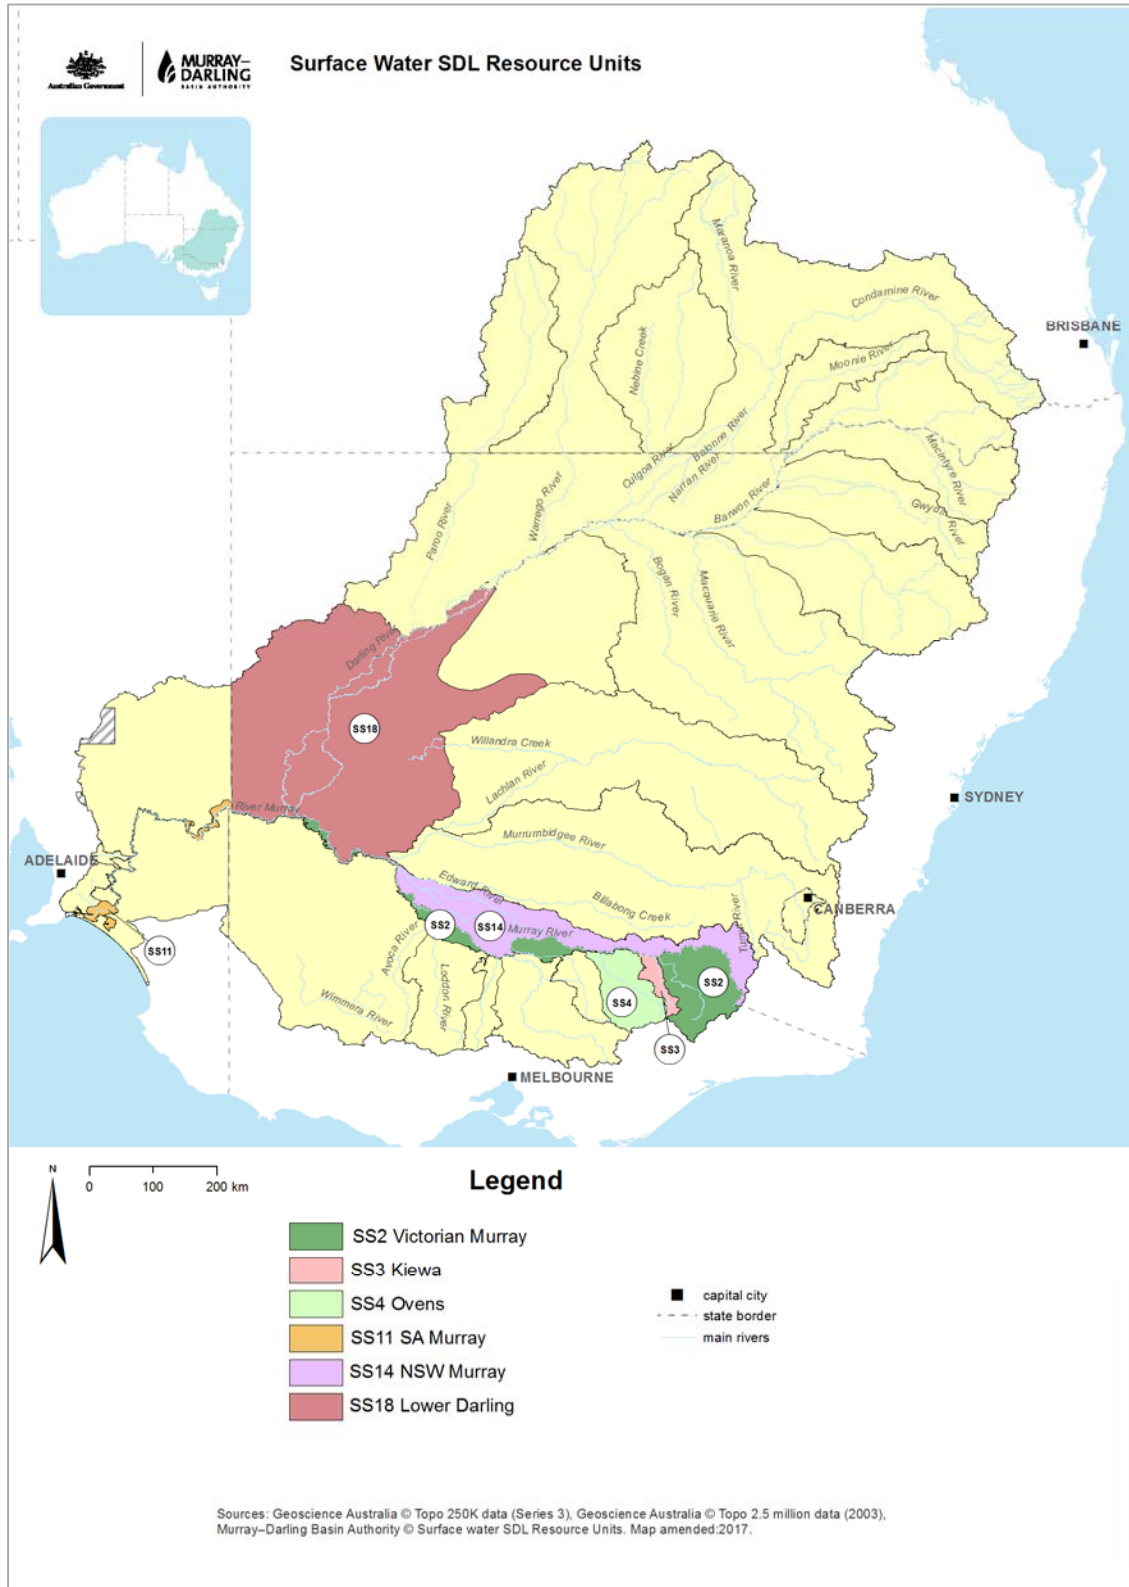 Australian Government
MURRAY–
DARLING
BASIN AUTHORITY
Surface Water SDL Resource Units
Maranoa River
Condamine River
BRISBANE
Nebine Creek
Moonie River
Culgoa River
Balonne River
Narran River
Macintyre River
Barwon River
Gwydir River
Paroo River
Warrego River
Bogan River
Macquarie River
Darling River
SS18
Willandra Creek
Lachlan River
SYDNEY
River Murray
Murrumbidgee River
ADELAIDE
Edward River
Billabong Creek
CANBERRA
Tumut River
SS2
SS14
Murray River
SS11
Avoca River
Loddon River
SS2
SS4
Wimmera River
SS3
MELBOURNE
N
0 100 200 km
Legend
SS2 Victorian Murray
SS3 Kiewa
SS4 Ovens
SS11 SA Murray
SS14 NSW Murray
SS18 Lower Darling
capital city
state border
main rivers
Sources: Geoscience Australia © Topo 250K data (Series 3), Geoscience Australia © Topo 2.5 million data (2003),
Murray–Darling Basin Authority © Surface water SDL Resource Units. Map amended:2017.